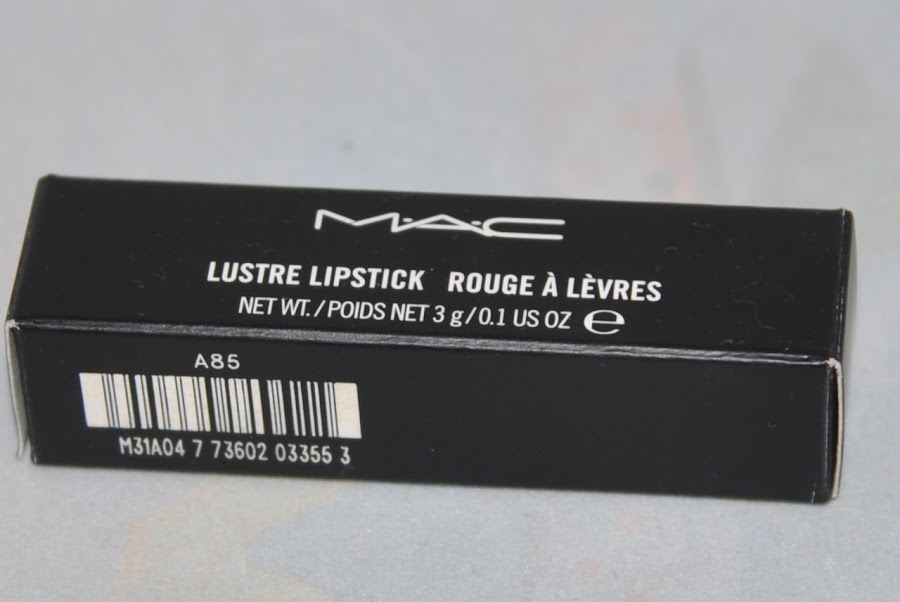 M·A·C
LUSTRE LIPSTICK ROUGE À LÈVRES
NET WT. / POIDS NET 3 g / 0.1 US OZ ℮
A85
M31A04 7 73602 03355 3